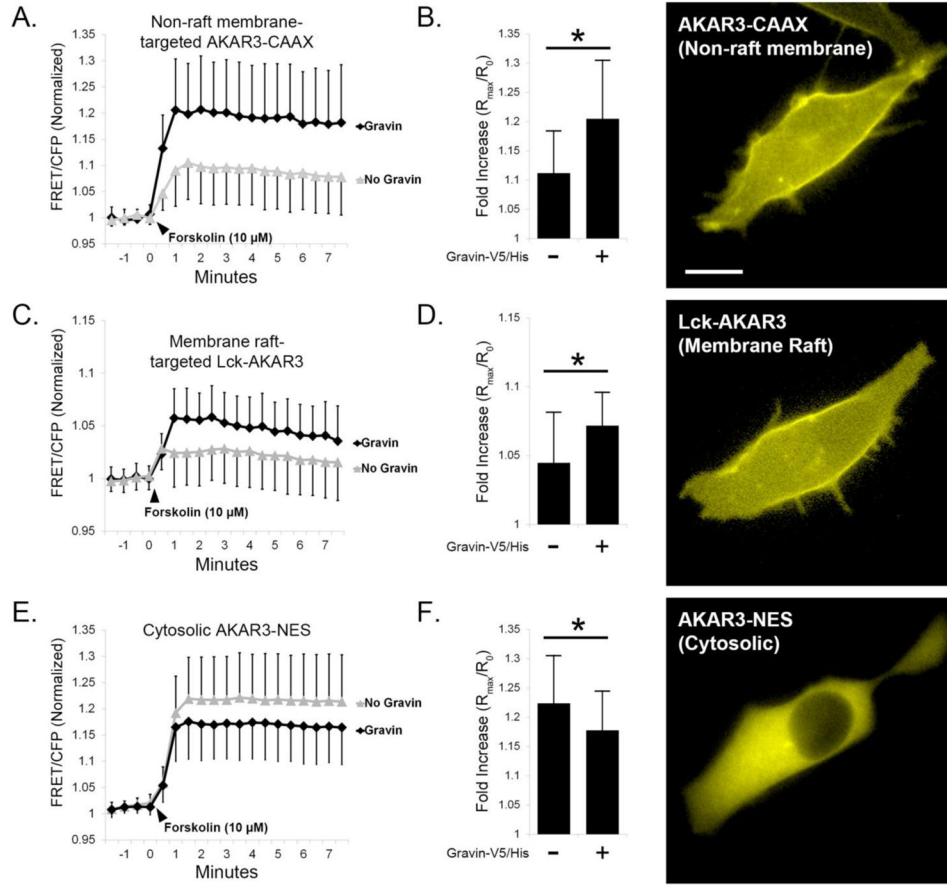 A.
Non-raft membrane-
targeted AKAR3-CAAX
FRET/CFP (Normalized)
1.35
1.3
1.25
1.2
1.15
1.1
1.05
1
0.95
Gravin
No Gravin
Forskolin (10 µM)
-1 0 1 2 3 4 5 6 7
Minutes
B.
Fold Increase (Rmax/R0)
1.35
1.3
1.25
1.2
1.15
1.1
1.05
1
*
Gravin-V5/His - +
AKAR3-CAAX
(Non-raft membrane)
C.
Membrane raft-
targeted Lck-AKAR3
FRET/CFP (Normalized)
1.15
1.1
1.05
1
0.95
Gravin
No Gravin
Forskolin (10 µM)
-1 0 1 2 3 4 5 6 7
Minutes
D.
Fold Increase (Rmax/R0)
1.15
1.1
1.05
1
*
Gravin-V5/His - +
Lck-AKAR3
(Membrane Raft)
E.
Cytosolic AKAR3-NES
FRET/CFP (Normalized)
1.35
1.3
1.25
1.2
1.15
1.1
1.05
1
0.95
No Gravin
Gravin
Forskolin (10 µM)
-1 0 1 2 3 4 5 6 7
Minutes
F.
Fold Increase (Rmax/R0)
1.35
1.3
1.25
1.2
1.15
1.1
1.05
1
*
Gravin-V5/His - +
AKAR3-NES
(Cytosolic)